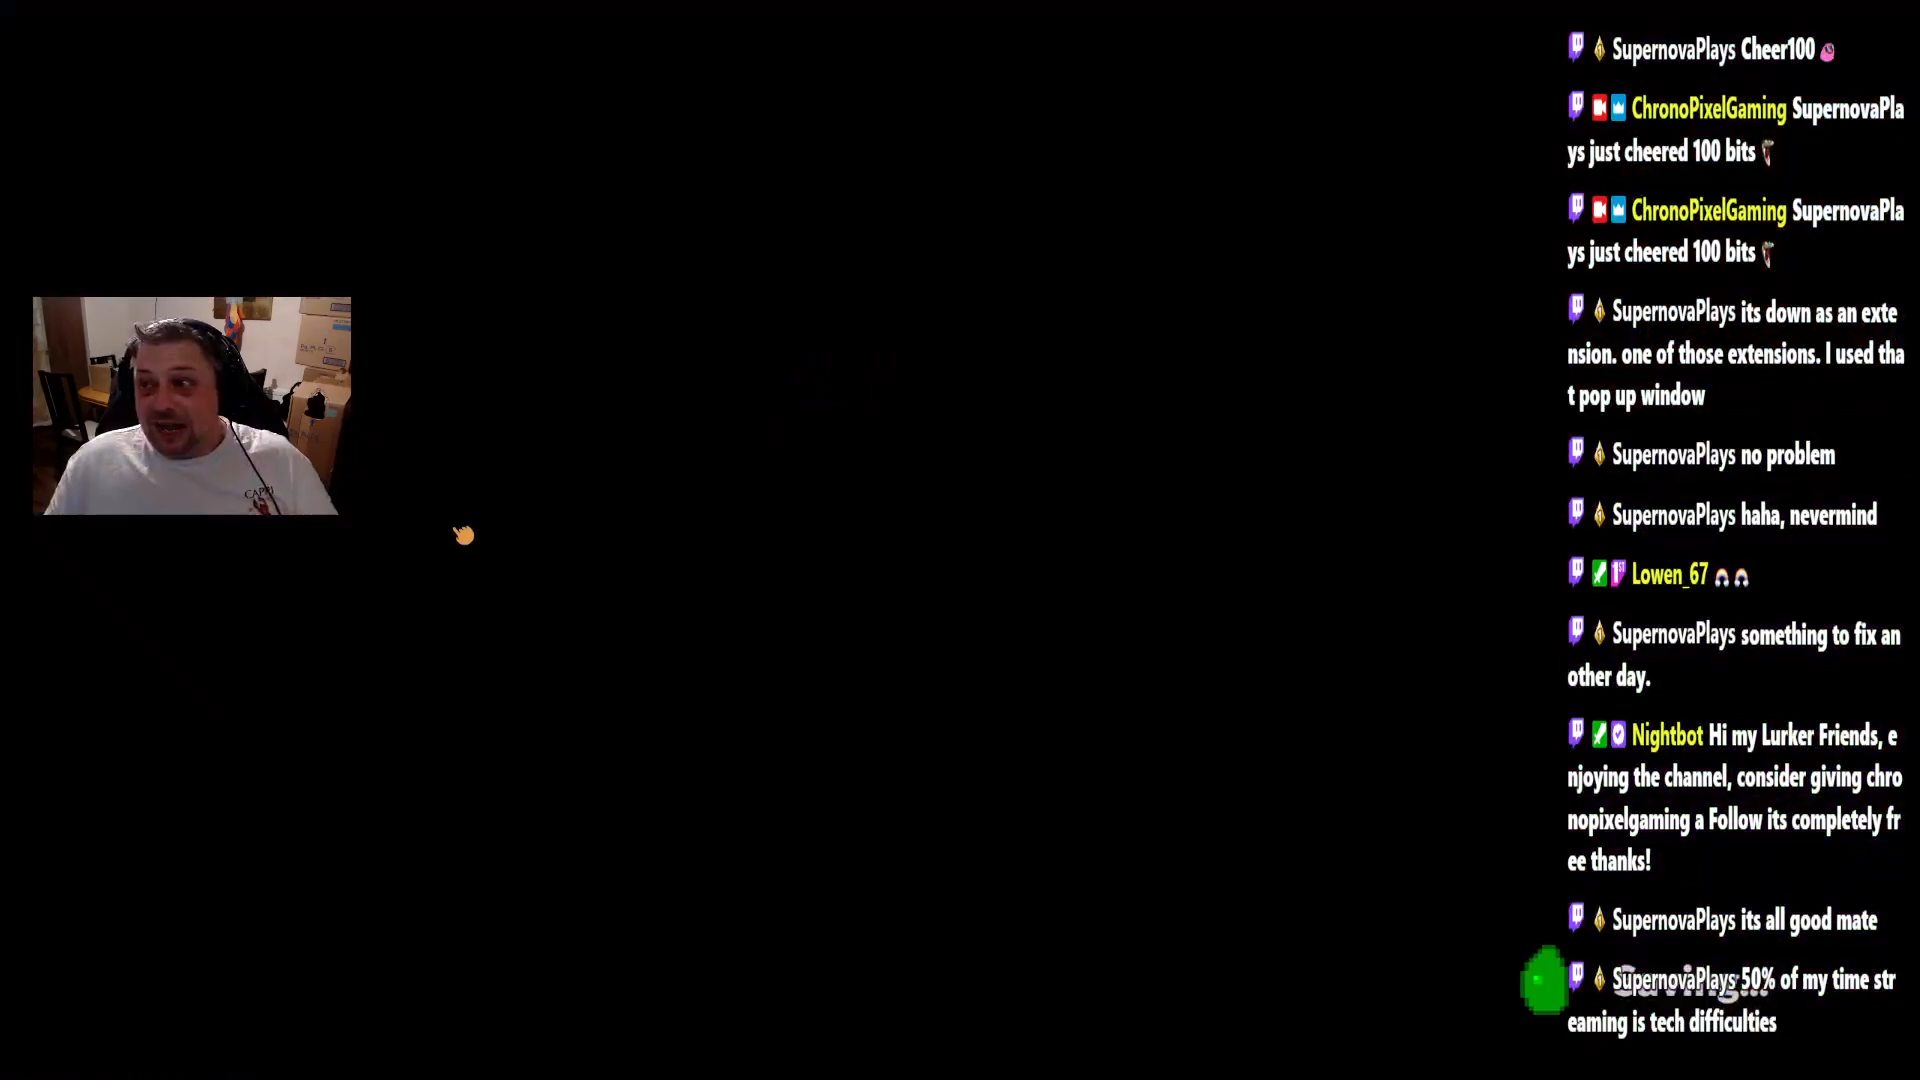 SupernovaPlays Cheer100
ChronoPixelGaming SupernovaPla
ys just cheered 100 bits
ChronoPixelGaming SupernovaPla
ys just cheered 100 bits
SupernovaPlays its down as an exte
nsion. one of those extensions. I used tha
t pop up window
SupernovaPlays no problem
SupernovaPlays haha, nevermind
Lowen_67
SupernovaPlays something to fix an
other day.
Nightbot Hi my Lurker Friends, e
njoying the channel, consider giving chro
nopixelgaming a Follow its completely fr
ee thanks!
SupernovaPlays its all good mate
SupernovaPlays 50% of my time str
eaming is tech difficulties
Saving...
CAPRI